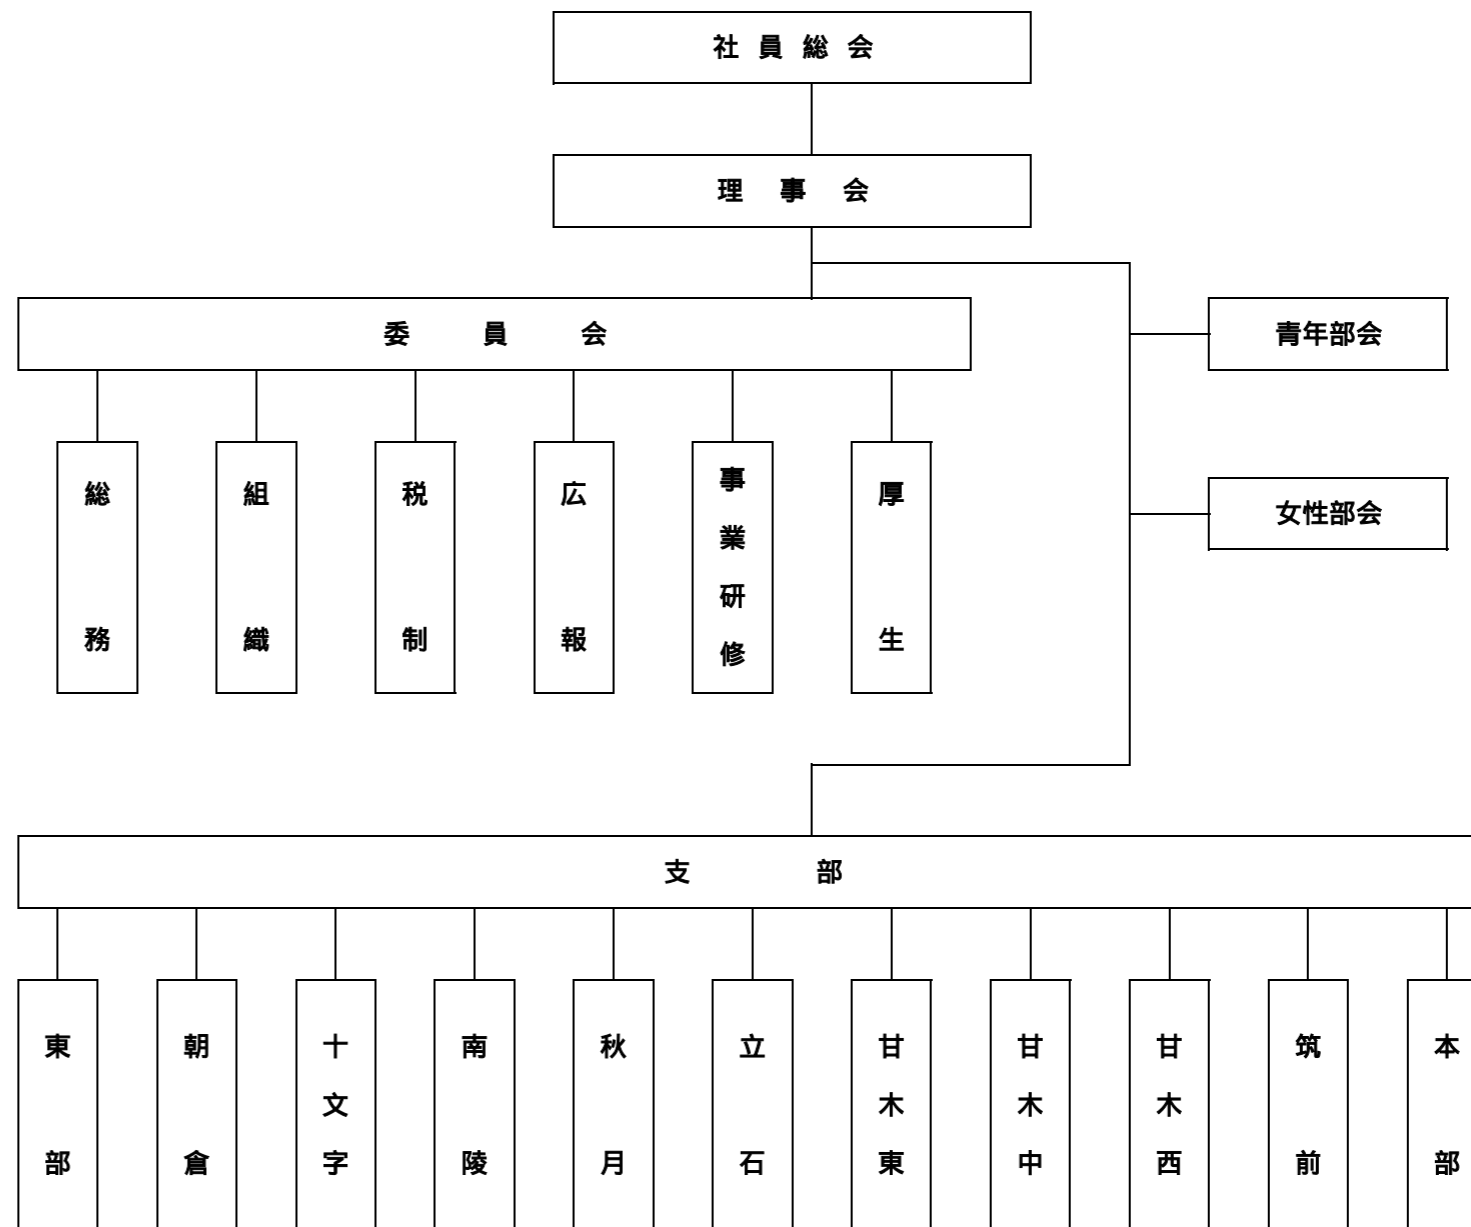 社員総会
理事会
委員会
青年部会
総務
組織
税制
広報
事業研修
厚生
女性部会
支部
東部
朝倉
十文字
南陵
秋月
立石
甘木東
甘木中
甘木西
筑前
本部